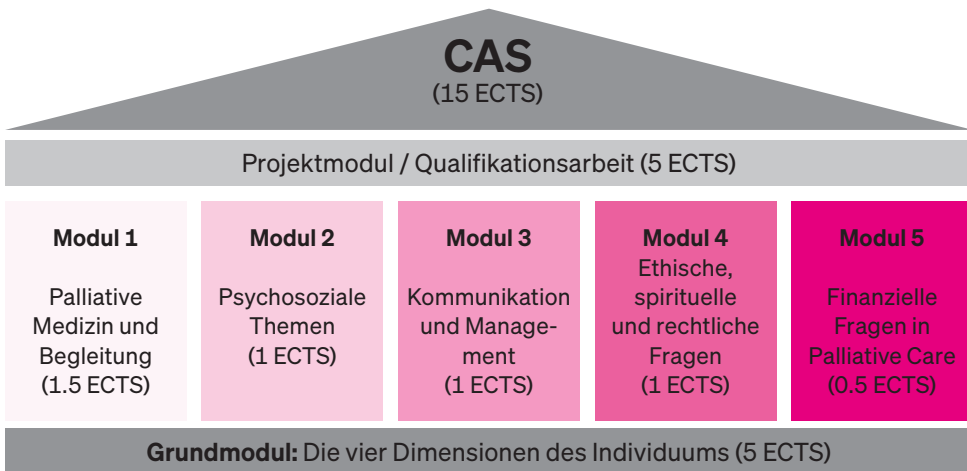 CAS
(15 ECTS)
Projektmodul / Qualifikationsarbeit (5 ECTS)
Modul 1
Palliative
Medizin und
Begleitung
(1.5 ECTS)
Modul 2
Psychosoziale
Themen
(1 ECTS)
Modul 3
Kommunikation
und Manage-
ment
(1 ECTS)
Modul 4
Ethische,
spirituelle
und rechtliche
Fragen
(1 ECTS)
Modul 5
Finanzielle
Fragen in
Palliative Care
(0.5 ECTS)
Grundmodul: Die vier Dimensionen des Individuums (5 ECTS)